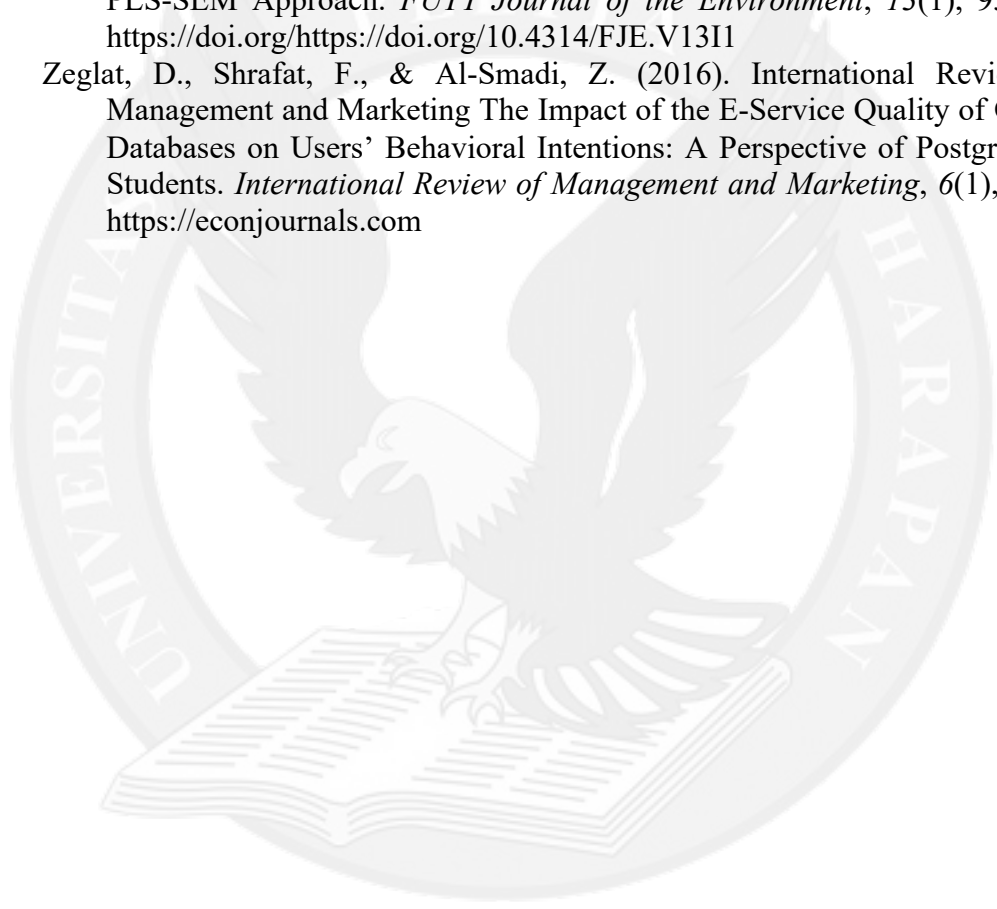 PLS-SEM Approach. FUTY Journal of the Environment, 13(1),
https://doi.org/https://doi.org/10.4314/FJE.V13I1
Zeglat, D., Shrafat, F., & Al-Smadi, Z. (2016). International Revi
Management and Marketing The Impact of the E-Service Quality of
Databases on Users’ Behavioral Intentions: A Perspective of Postgr
Students. International Review of Management and Marketing, 6(1),
https://econjournals.com
UNIVERSITAS
HARAPAN